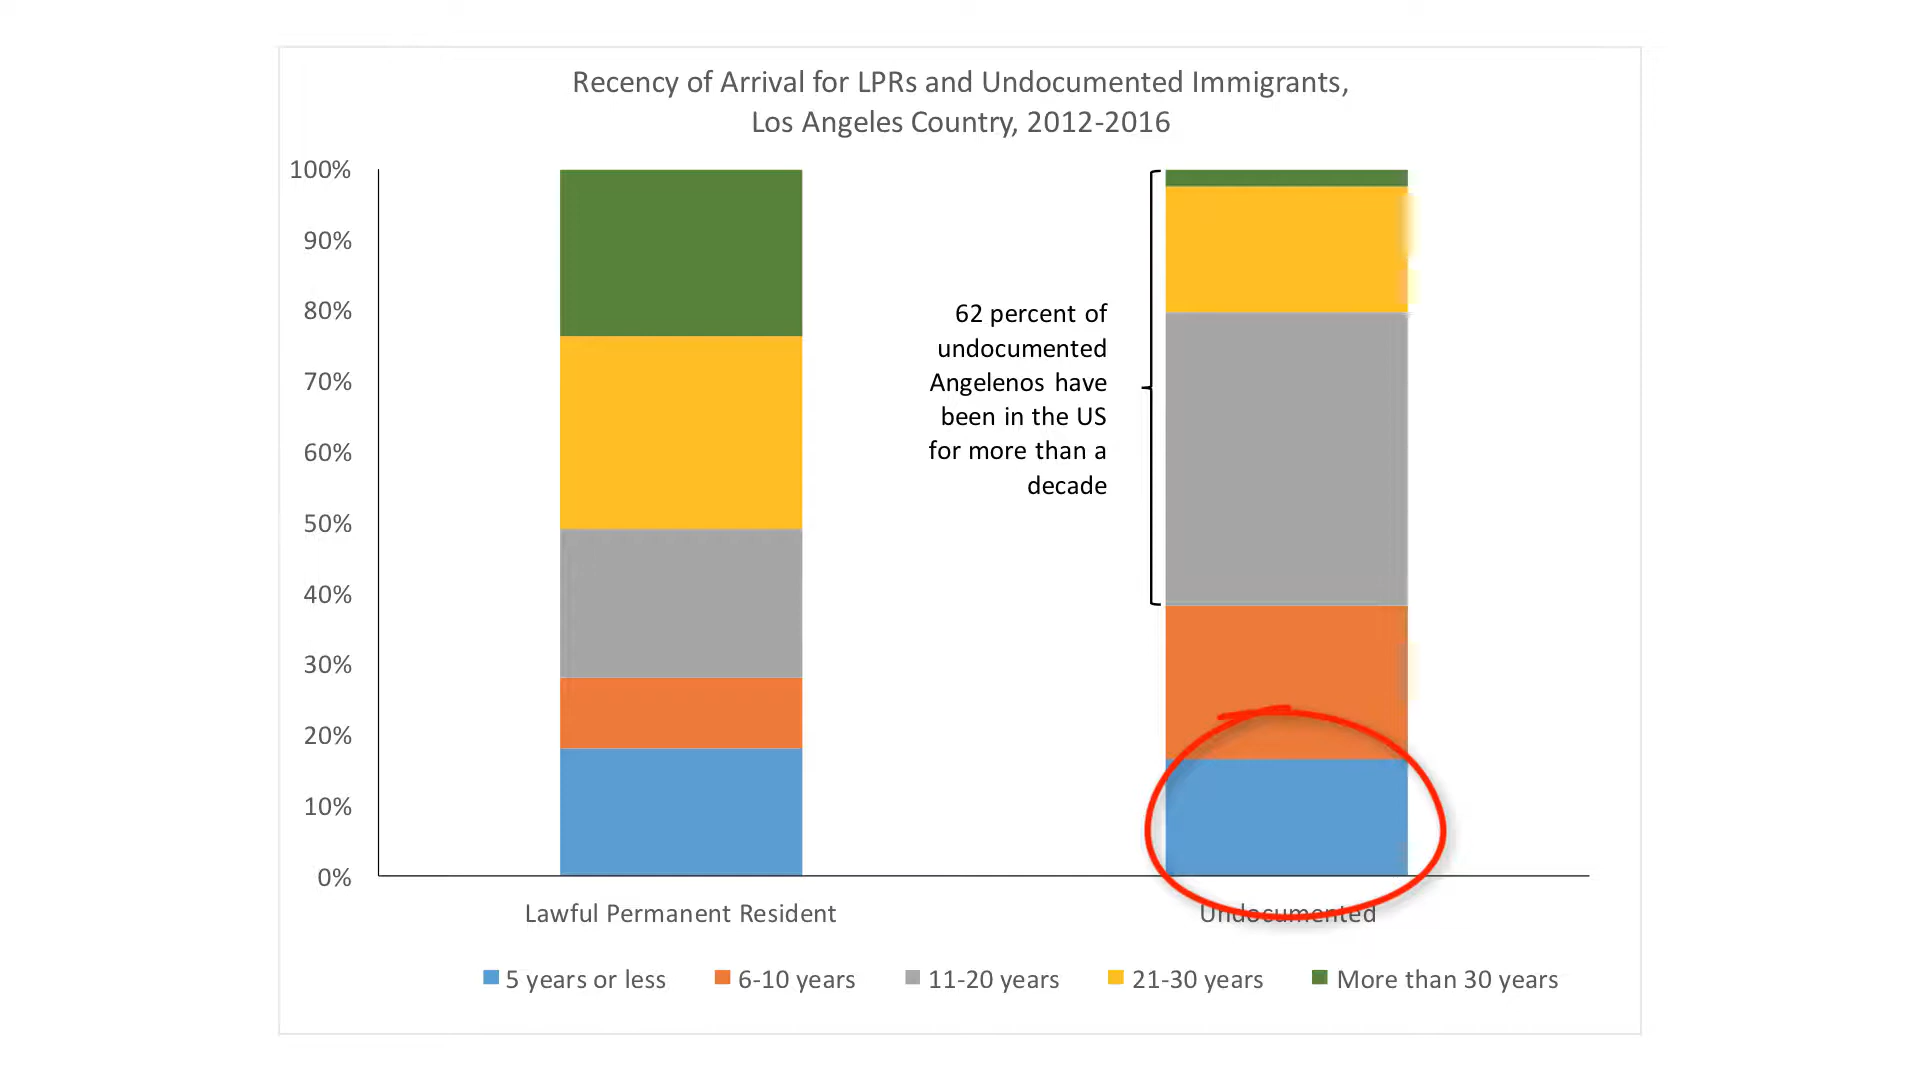 Recency of Arrival for LPRs and Undocumented Immigrants,
Los Angeles Country, 2012-2016
100%
90%
80%
70%
60%
50%
40%
30%
20%
10%
0%
62 percent of
undocumented
Angelenos have
been in the US
for more than a
decade
Lawful Permanent Resident
Undocumented
5 years or less
6-10 years
11-20 years
21-30 years
More than 30 years